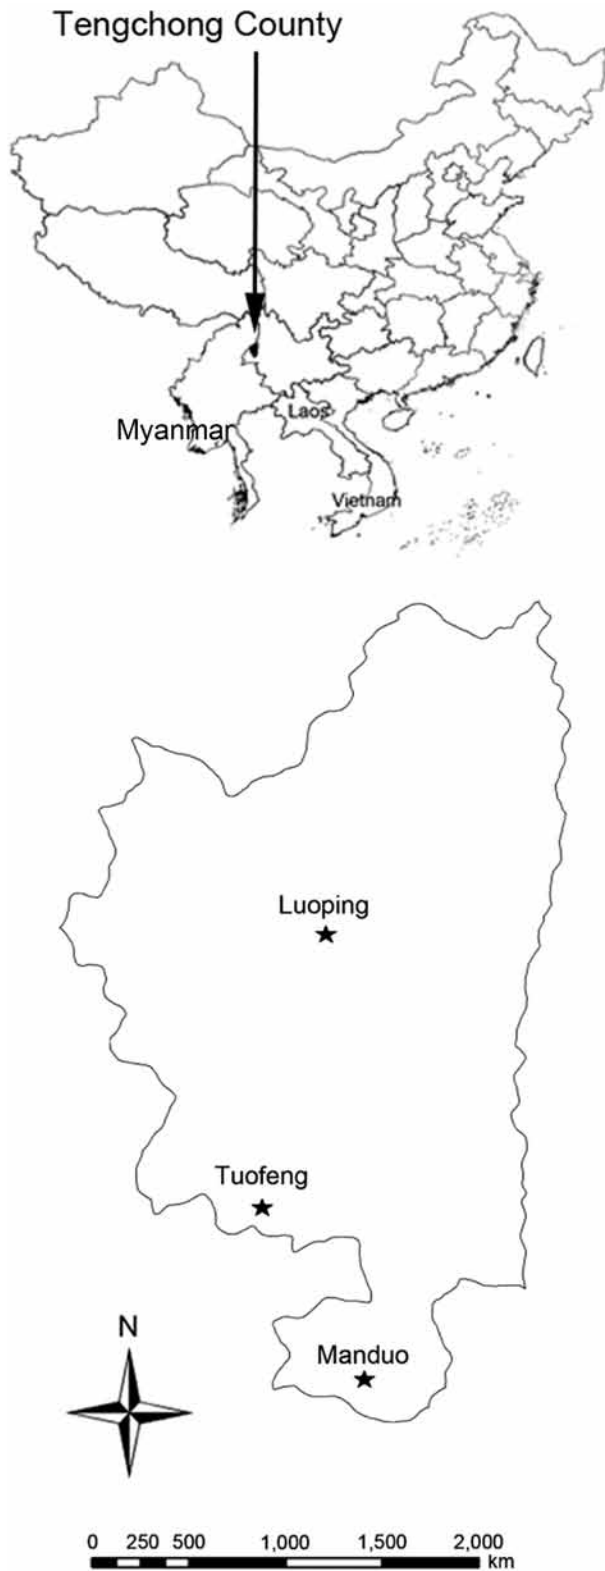 Tengchong County
Laos
Myanmar
Vietnam
Luoping
Tuofeng
Manduo
N
0 250 500 1,000 1,500 2,000
km